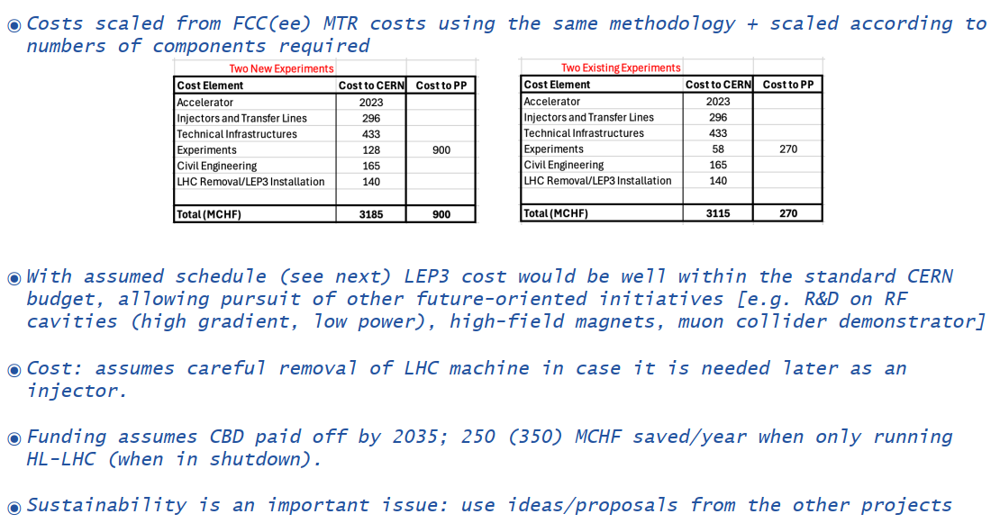 ◉ Costs scaled from FCC(ee) MTR costs using the same methodology + scaled according to
numbers of components required
Two New Experiments
Cost Element Cost to CERN Cost to PP
Accelerator 2023
Injectors and Transfer Lines 296
Technical Infrastructures 433
Experiments 128 900
Civil Engineering 165
LHC Removal/LEP3 Installation 140
Total (MCHF) 3185 900
Two Existing Experiments
Cost Element Cost to CERN Cost to PP
Accelerator 2023
Injectors and Transfer Lines 296
Technical Infrastructures 433
Experiments 58 270
Civil Engineering 165
LHC Removal/LEP3 Installation 140
Total (MCHF) 3115 270
◉ With assumed schedule (see next) LEP3 cost would be well within the standard CERN
budget, allowing pursuit of other future-oriented initiatives [e.g. R&D on RF
cavities (high gradient, low power), high-field magnets, muon collider demonstrator]
◉ Cost: assumes careful removal of LHC machine in case it is needed later as an
injector.
◉ Funding assumes CBD paid off by 2035; 250 (350) MCHF saved/year when only running
HL-LHC (when in shutdown).
◉ Sustainability is an important issue: use ideas/proposals from the other projects